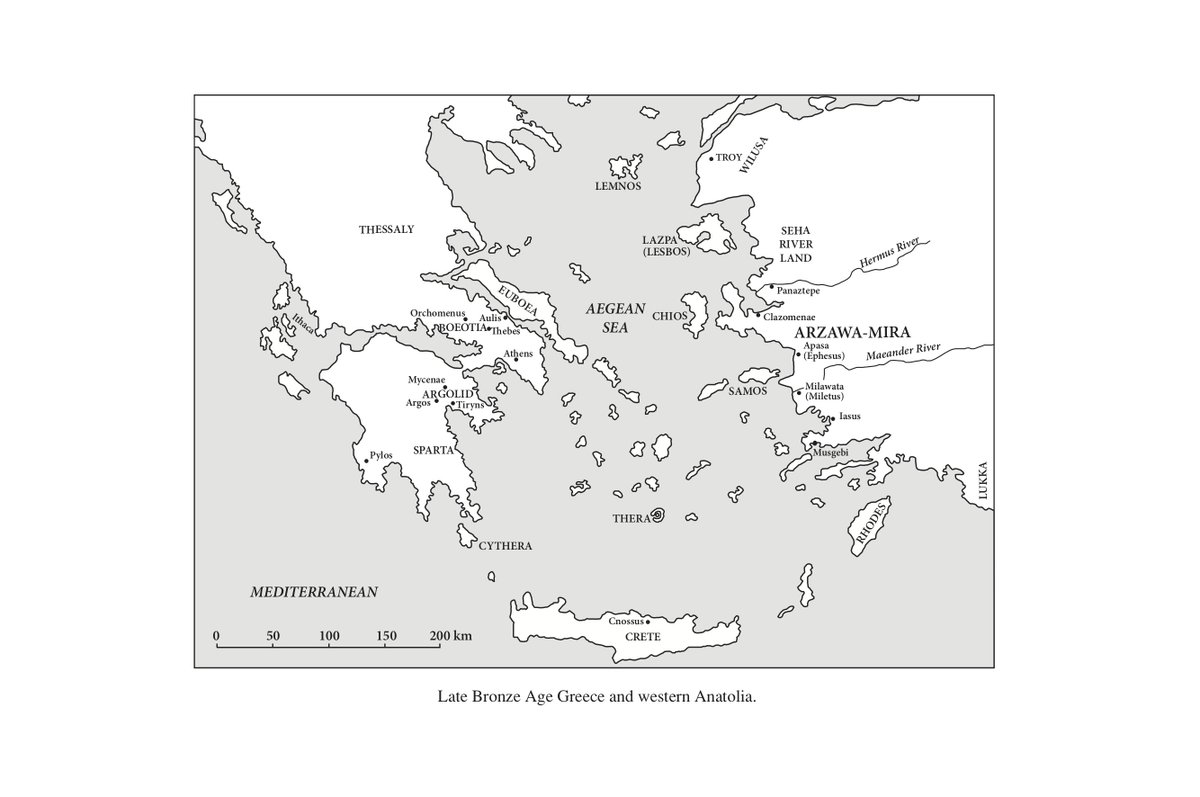 TROY
WILUSA
LEMNOS
THESSALY
LAZPA
(LESBOS)
SEHA
RIVER
LAND
Hermus River
EUBOEA
AEGEAN
SEA
Panaztepe
CHIOS
Clazomenae
Orchomenus
Aulis
BOEOTIA
Thebes
Ithaca
ARZAWA-MIRA
Apasa
(Ephesus)
Maeander River
Athens
Mycenae
ARGOLID
Argos
Tiryns
SAMOS
Milawata
(Miletus)
Iasus
Musgebi
SPARTA
Pylos
LUKKA
THERA
RHODES
CYTHERA
MEDITERRANEAN
Cnossus
CRETE
0 50 100 150 200 km
Late Bronze Age Greece and western Anatolia.